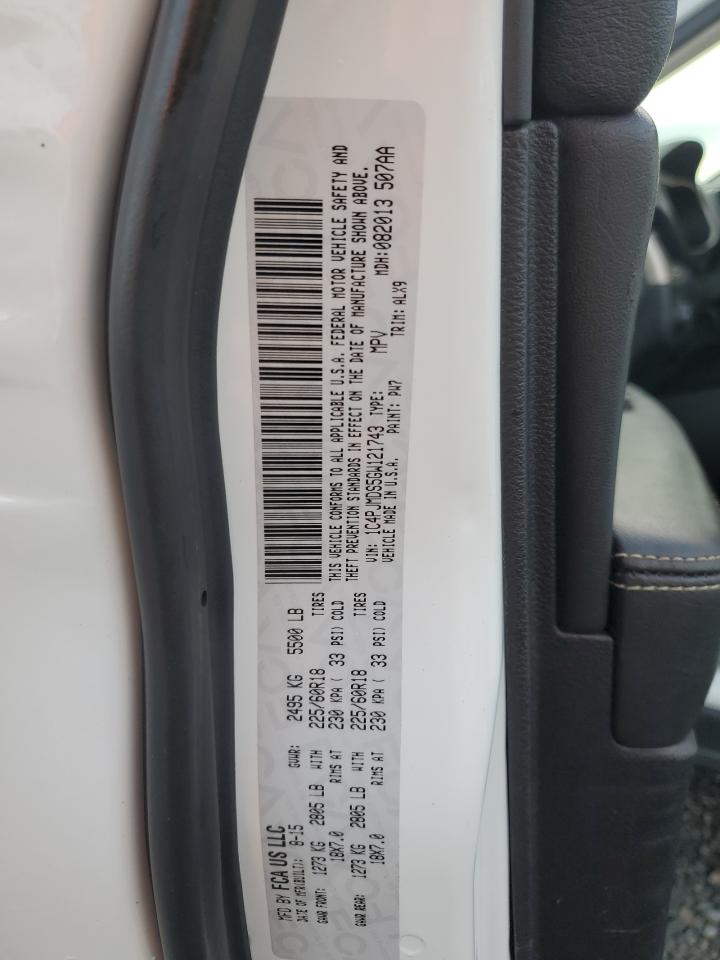 MFD BY FCA US LLC
DATE OF MFR(BUILT): 8-15 GVWR: 2495 KG 5500 LB
GAWR FRONT: 1273 KG 2805 LB WITH 225/60R18 TIRES
18X7.0 RIMS AT 230 KPA ( 33 PSI) COLD
GAWR REAR: 1273 KG 2805 LB WITH 225/60R18 TIRES
18X7.0 RIMS AT 230 KPA ( 33 PSI) COLD
THIS VEHICLE CONFORMS TO ALL APPLICABLE U.S.A. FEDERAL MOTOR VEHICLE SAFETY AND
THEFT PREVENTION STANDARDS IN EFFECT ON THE DATE OF MANUFACTURE SHOWN ABOVE.
VIN: 1C4PJMDS5GW121743 TYPE: MPV MDH:082013 507AA
VEHICLE MADE IN U.S.A. PAINT: PW7 TRIM: ALX9